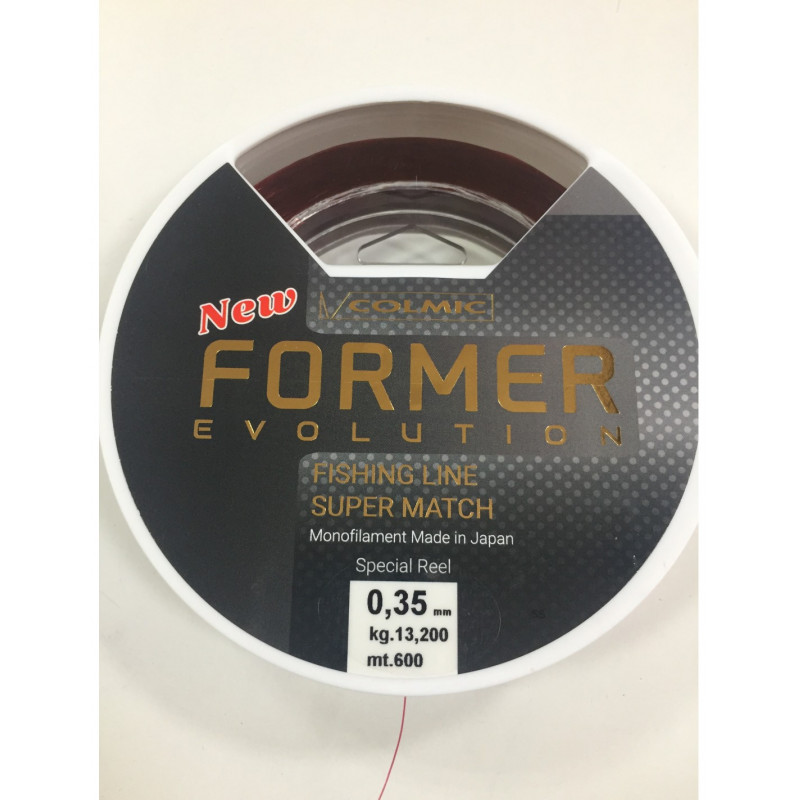 New
COLMIC
FORMER
EVOLUTION
FISHING LINE
SUPER MATCH
Monofilament Made in Japan
Special Reel
0,35 mm
kg.13,200
mt.600